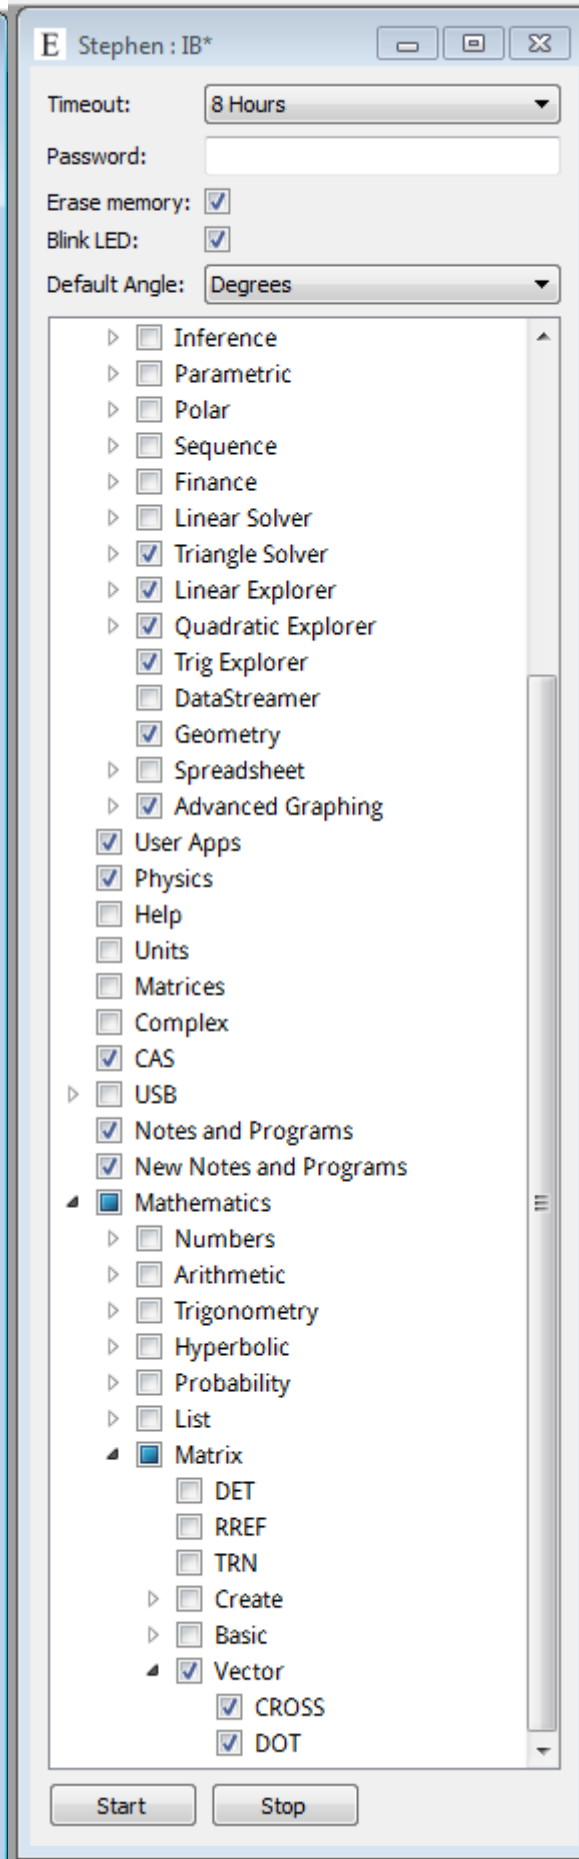 E Stephen : IB*
Timeout: 8 Hours
Password:
Erase memory:
Blink LED:
Default Angle: Degrees
Inference
Parametric
Polar
Sequence
Finance
Linear Solver
Triangle Solver
Linear Explorer
Quadratic Explorer
Trig Explorer
DataStreamer
Geometry
Spreadsheet
Advanced Graphing
User Apps
Physics
Help
Units
Matrices
Complex
CAS
USB
Notes and Programs
New Notes and Programs
Mathematics
Numbers
Arithmetic
Trigonometry
Hyperbolic
Probability
List
Matrix
DET
RREF
TRN
Create
Basic
Vector
CROSS
DOT
Start Stop